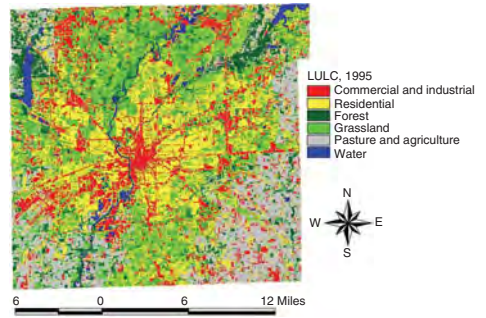 LULC, 1995
Commercial and industrial
Residential
Forest
Grassland
Pasture and agriculture
Water
N
W E
S
6 0 6 12 Miles